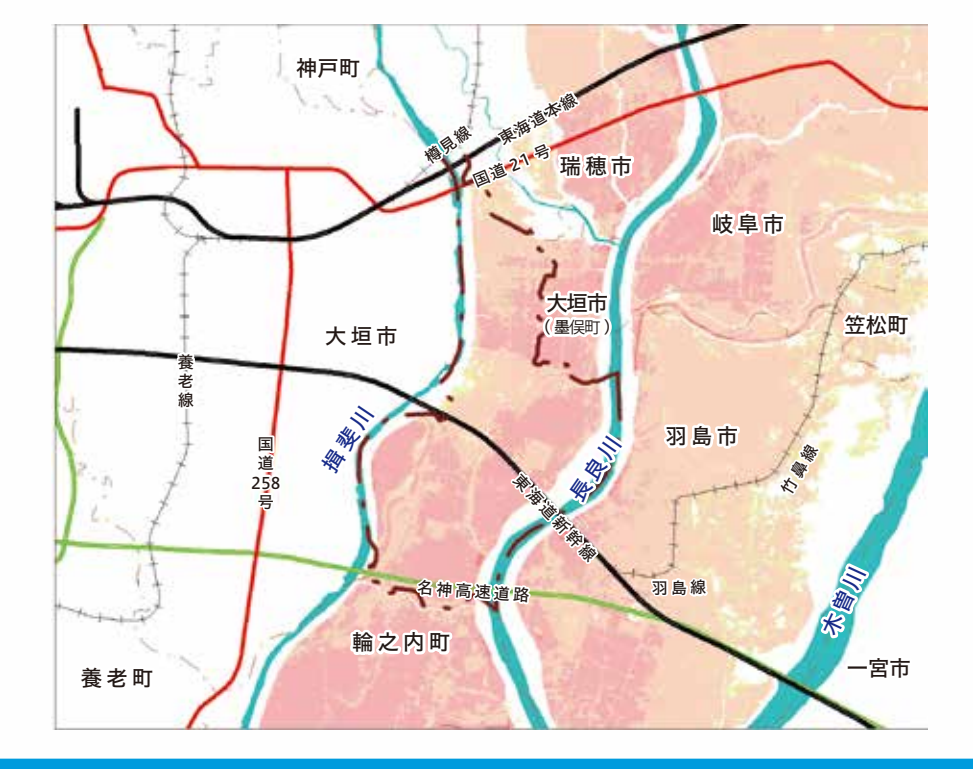 神戸町
樽見線
東海道本線
国道21号
瑞穂市
岐阜市
大垣市
(墨俣町)
笠松町
大垣市
養老線
揖斐川
国道258号
羽島市
長良川
竹鼻線
東海道新幹線
名神高速道路
羽島線
木曽川
輪之内町
養老町
一宮市